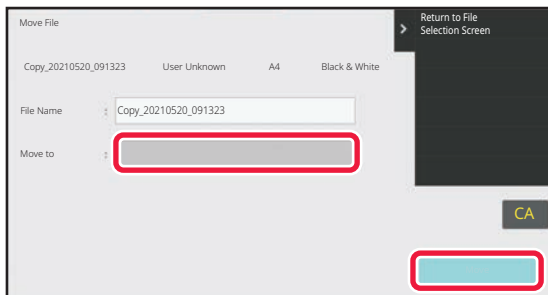 Move File
Return to File
Selection Screen
Copy_20210520_091323 User Unknown A4 Black & White
File Name : Copy_20210520_091323
Move to :
CA